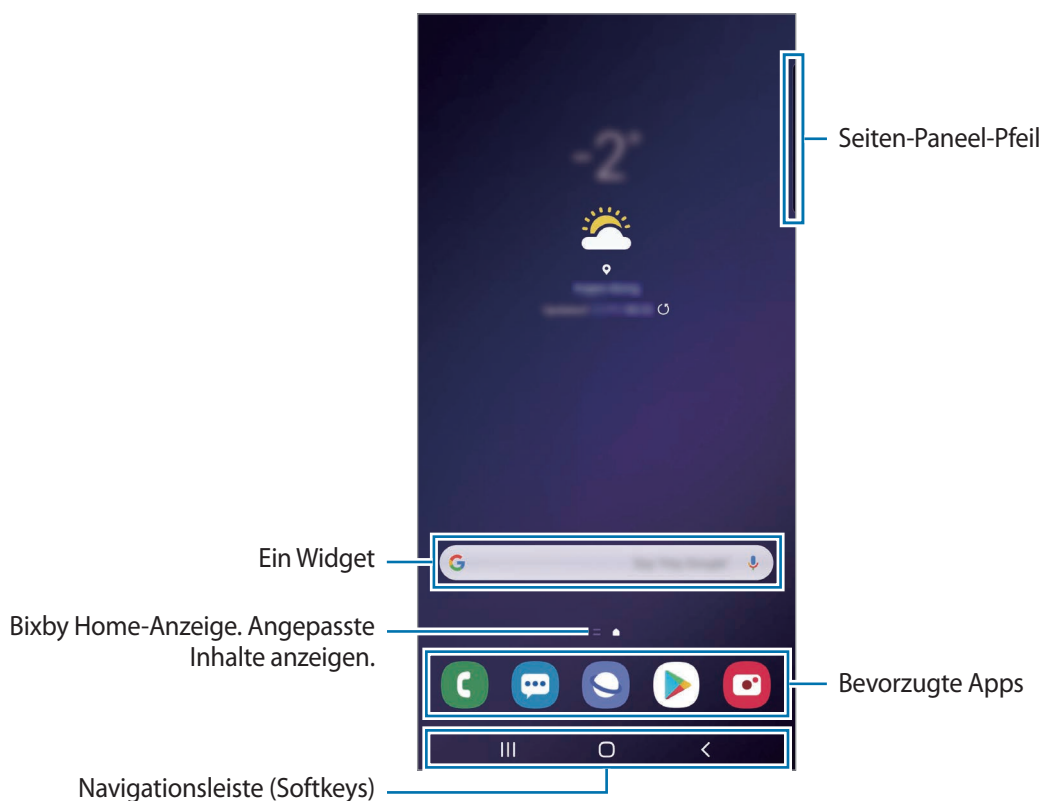 Seiten-Paneel-Pfeil
-2°
Ein Widget
Bixby Home-Anzeige. Angepasste
Inhalte anzeigen.
Bevorzugte Apps
Navigationsleiste (Softkeys)